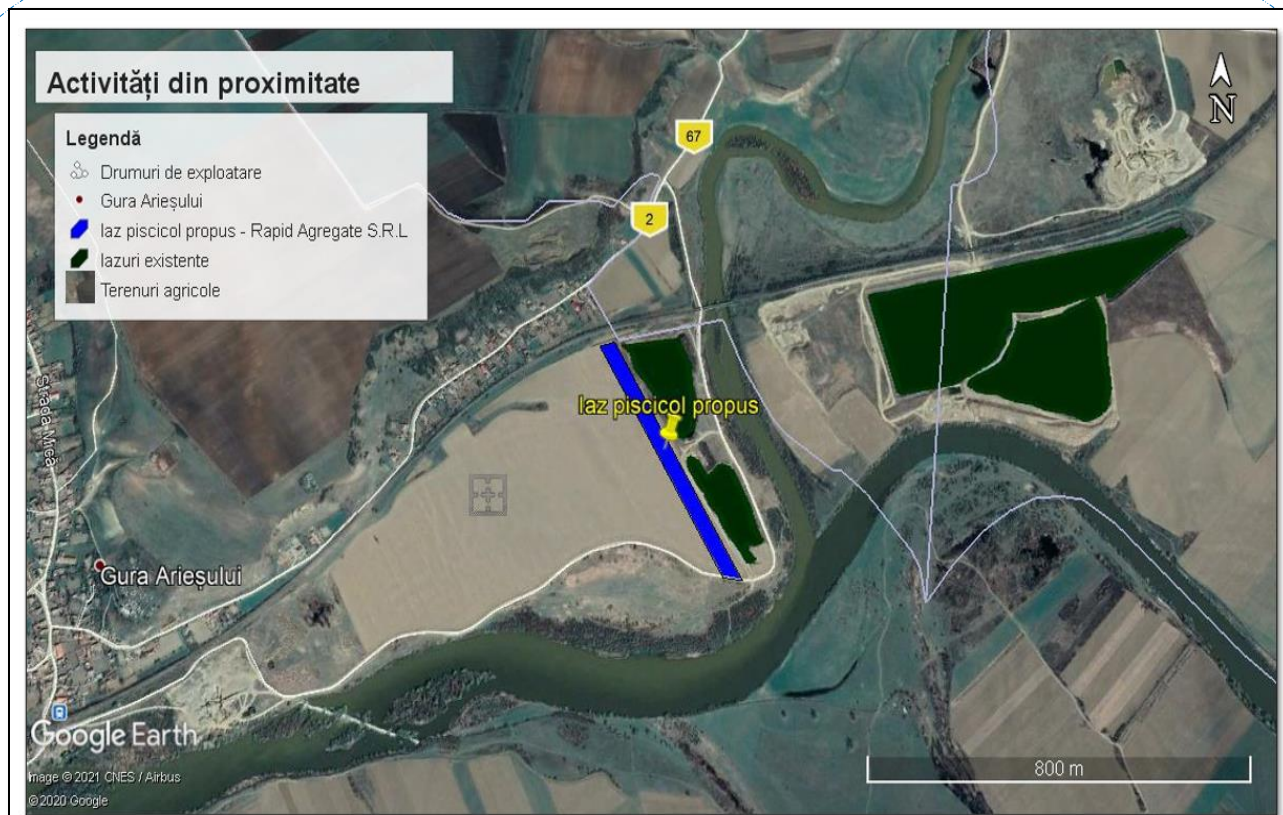 Activități din proximitate
N
Legendă
Drumuri de exploatare
Gura Arieșului
Iaz piscicol propus - Rapid Agregate S.R.L
Iazuri existente
Terenuri agricole
67
2
Iaz piscicol propus
Strada Mică
Gura Arieșului
Google Earth
Image © 2021 CNES / Airbus
© 2020 Google
800 m